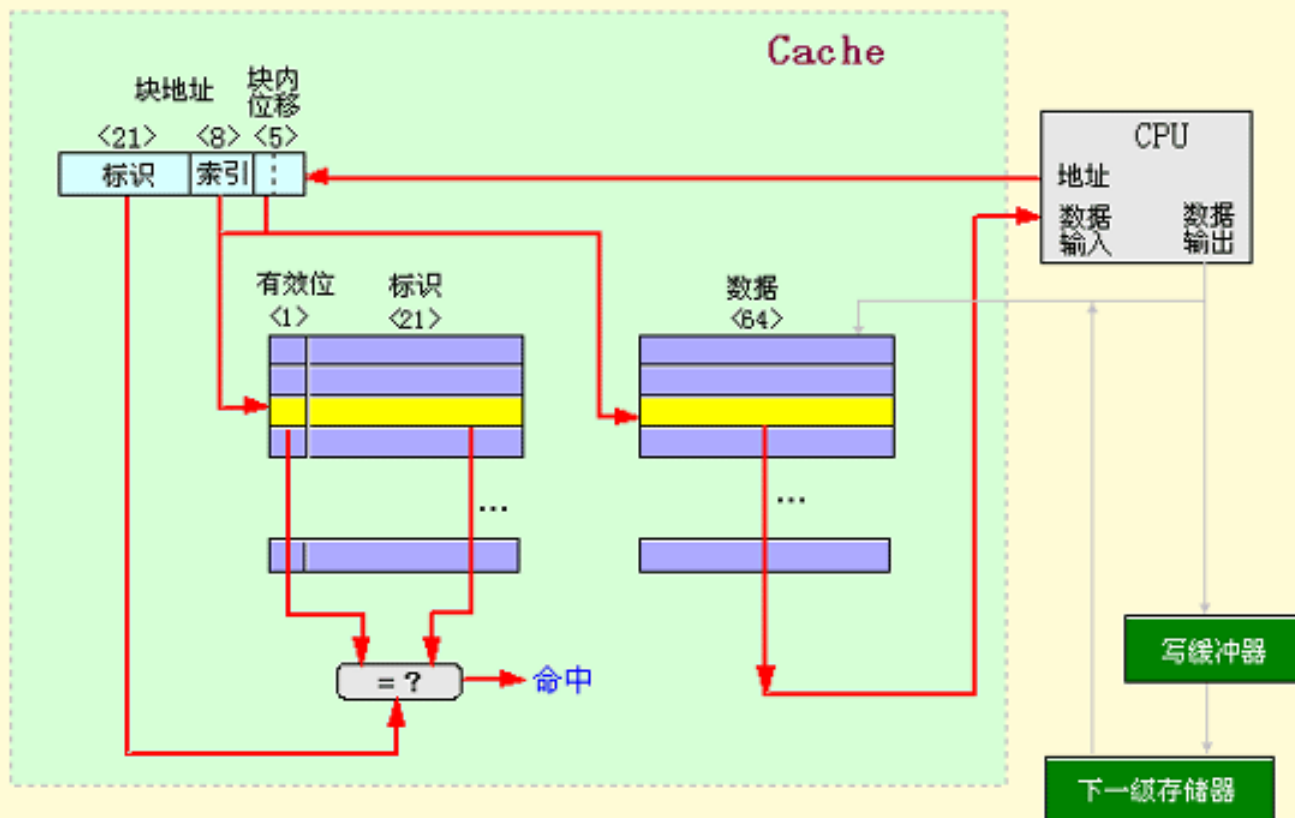 Cache
块地址
块内
位移
<21>
<8>
<5>
标识
索引
CPU
地址
数据
输入
数据
输出
有效位
<1>
标识
<21>
数据
<64>
...
...
= ?
命中
写缓冲器
下一级存储器